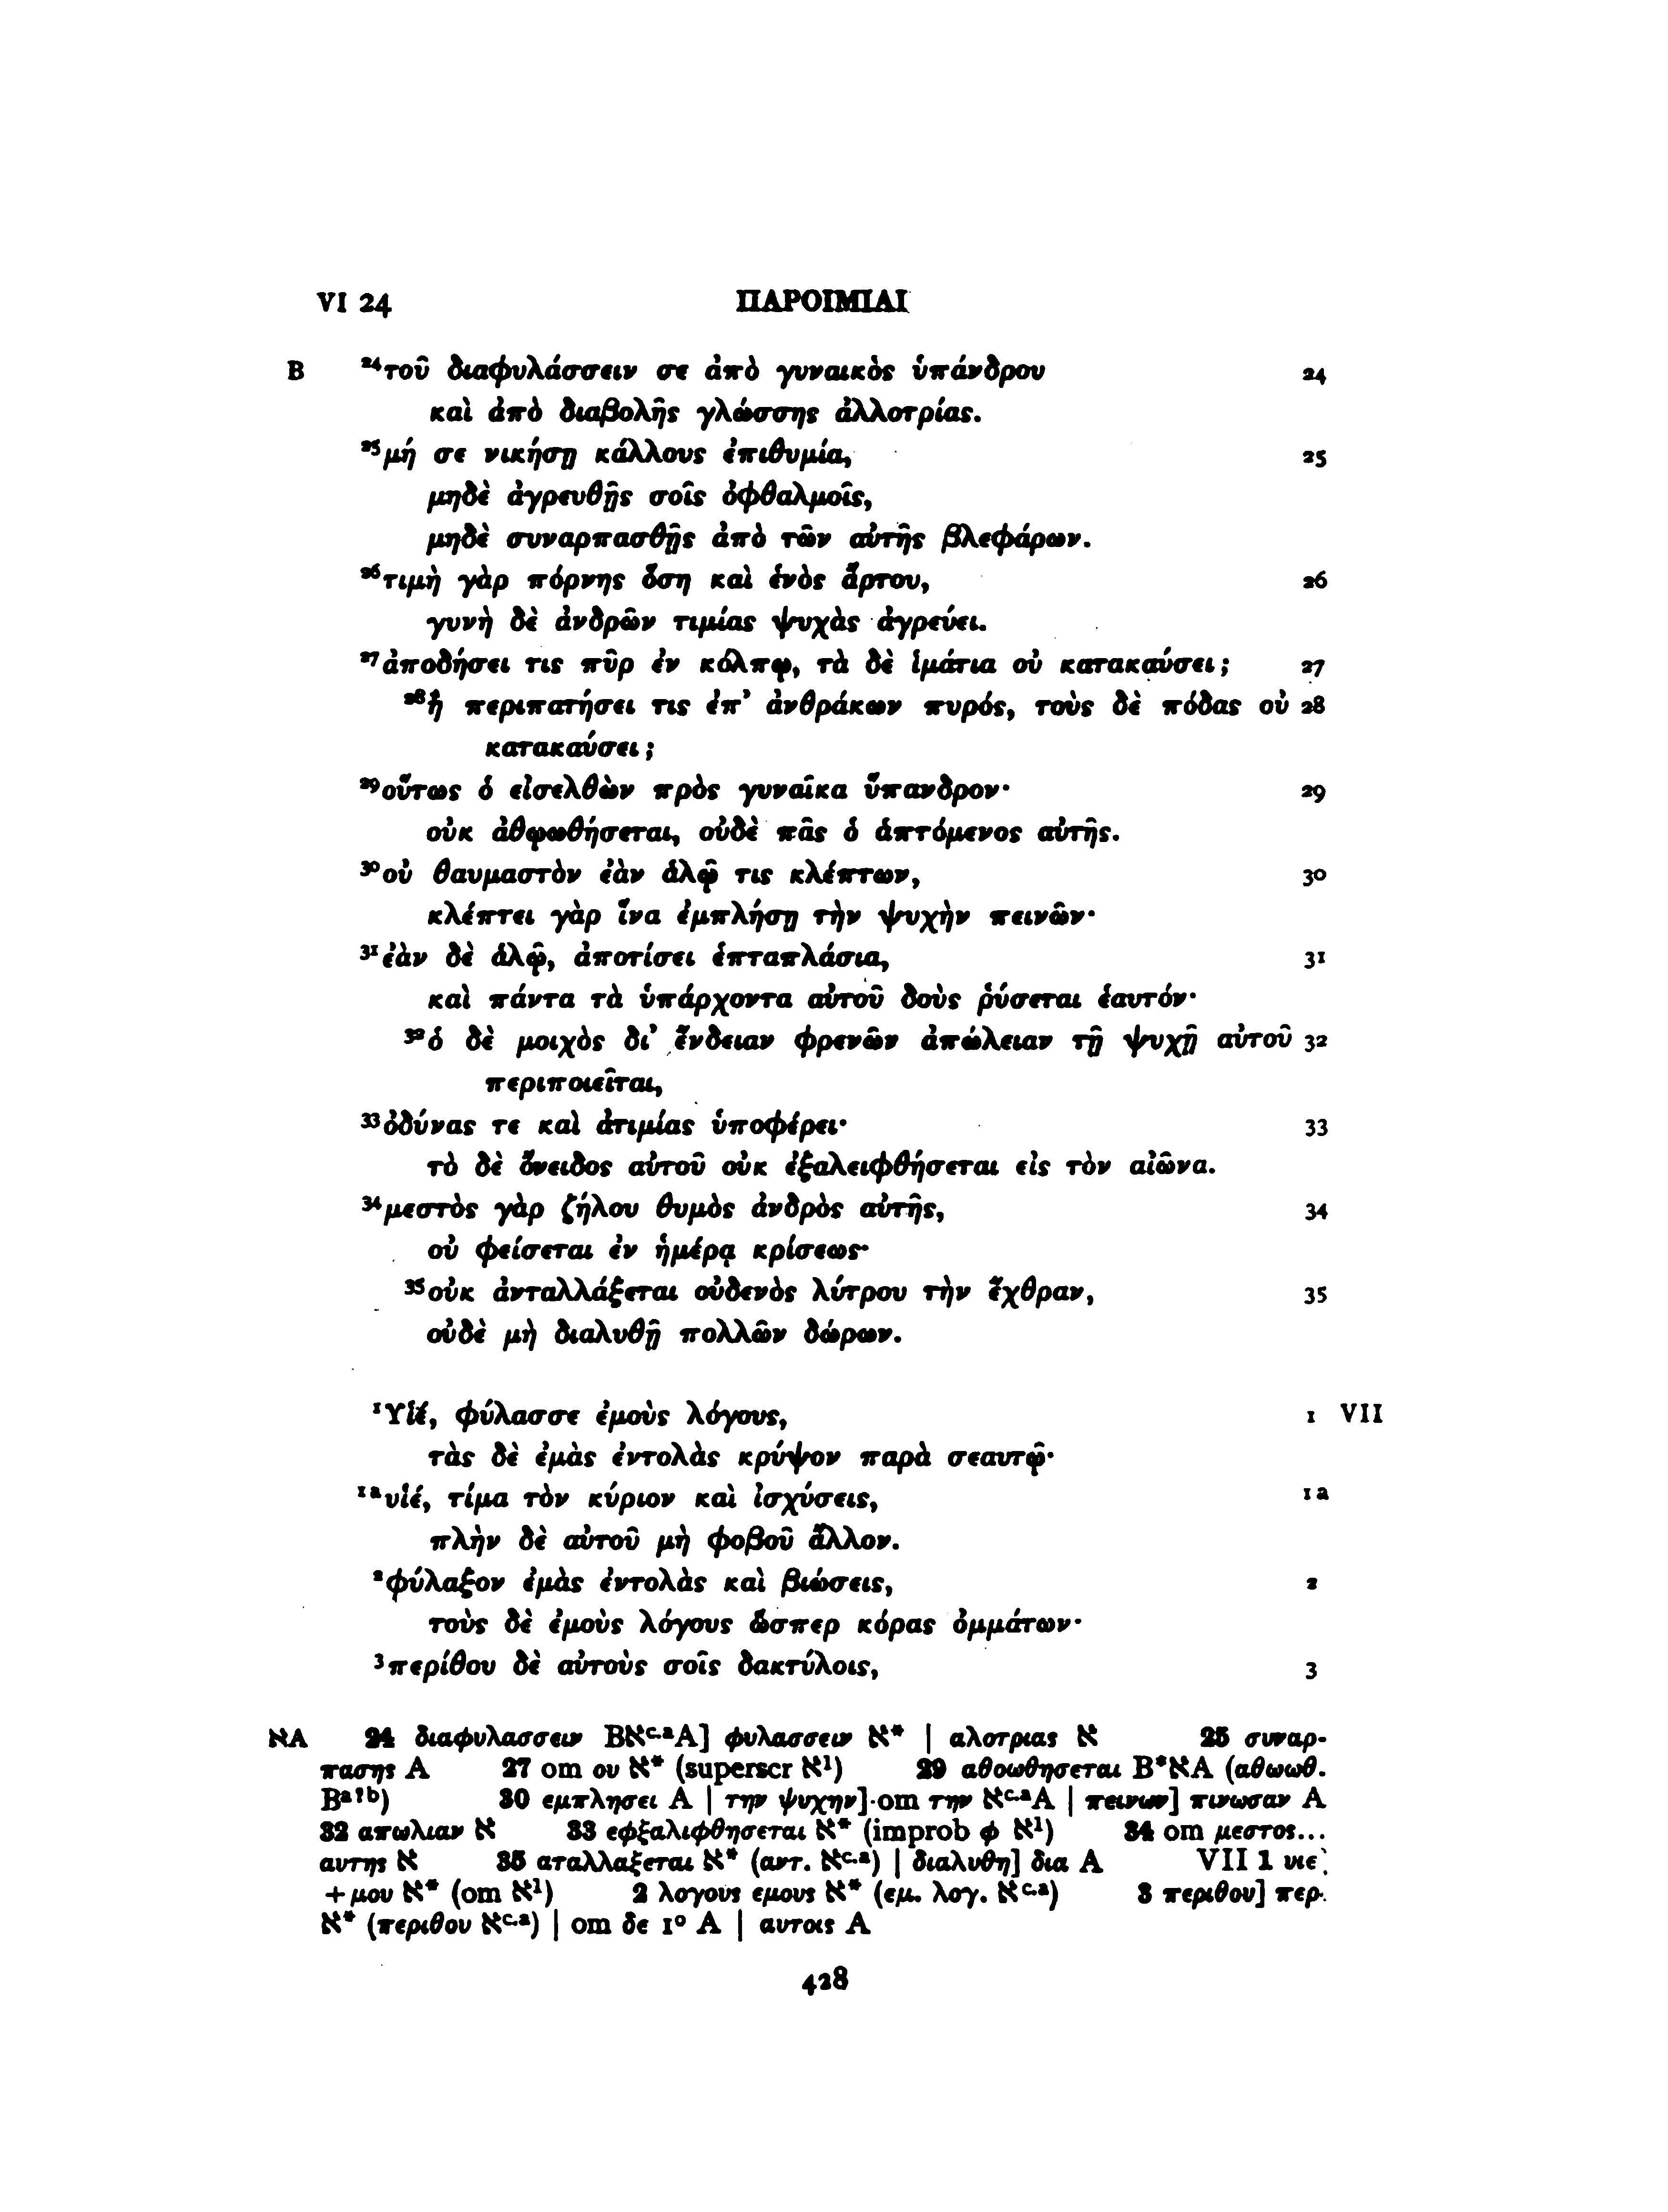 VI 24 ΠΑΡΟΙΜΙΑΙ
B ²⁴τοῦ διαφυλάσσειν σε ἀπὸ γυναικὸς ὑπάνδρου 24
καὶ ἀπὸ διαβολῆς γλώσσης ἀλλοτρίας.
²⁵μή σε νικήσῃ κάλλους ἐπιθυμία, 25
μηδὲ ἀγρευθῇς σοῖς ὀφθαλμοῖς,
μηδὲ συναρπασθῇς ἀπὸ τῶν αὐτῆς βλεφάρων.
²⁶τιμὴ γὰρ πόρνης ὅση καὶ ἑνὸς ἄρτου, 26
γυνὴ δὲ ἀνδρῶν τιμίας ψυχὰς ἀγρεύει.
²⁷ἀποδήσει τις πῦρ ἐν κόλπῳ, τὰ δὲ ἱμάτια οὐ κατακαύσει; 27
²⁸ἢ περιπατήσει τις ἐπ’ ἀνθράκων πυρός, τοὺς δὲ πόδας οὐ 28
κατακαύσει;
²⁹οὕτως ὁ εἰσελθὼν πρὸς γυναῖκα ὕπανδρον· 29
οὐκ ἀθῳωθήσεται, οὐδὲ πᾶς ὁ ἁπτόμενος αὐτῆς.
³⁰οὐ θαυμαστὸν ἐὰν ἁλῷ τις κλέπτων, 30
κλέπτει γὰρ ἵνα ἐμπλήσῃ τὴν ψυχὴν πεινῶν·
³¹ἐὰν δὲ ἁλῷ, ἀποτίσει ἑπταπλάσια, 31
καὶ πάντα τὰ ὑπάρχοντα αὐτοῦ δοὺς ῥύσεται ἑαυτόν·
³²ὁ δὲ μοιχὸς δι’ ἔνδειαν φρενῶν ἀπώλειαν τῇ ψυχῇ αὐτοῦ 32
περιποιεῖται,
³³ὀδύνας τε καὶ ἀτιμίας ὑποφέρει· 33
τὸ δὲ ὄνειδος αὐτοῦ οὐκ ἐξαλειφθήσεται εἰς τὸν αἰῶνα.
³⁴μεστὸς γὰρ ζήλου θυμὸς ἀνδρὸς αὐτῆς, 34
οὐ φείσεται ἐν ἡμέρᾳ κρίσεως·
³⁵οὐκ ἀνταλλάξεται οὐδενὸς λύτρου τὴν ἔχθραν, 35
οὐδὲ μὴ διαλυθῇ πολλῶν δώρων.
¹Υἱέ, φύλασσε ἐμοὺς λόγους, 1 VII
τὰς δὲ ἐμὰς ἐντολὰς κρύψον παρὰ σεαυτῷ·
¹ᵃυἱέ, τίμα τὸν κύριον καὶ ἰσχύσεις, 1 a
πλὴν δὲ αὐτοῦ μὴ φοβοῦ ἄλλον.
²φύλαξον ἐμὰς ἐντολὰς καὶ βιώσεις, 2
τοὺς δὲ ἐμοὺς λόγους ὥσπερ κόρας ὀμμάτων·
³περίθου δὲ αὐτοὺς σοῖς δακτύλοις, 3
אA 24 διαφυλασσειν Bאᶜ·ᵃA] φυλασσειν א* | αλοτριας א 25 συναρ-
πασης A 27 om ου א* (superscr א¹) 29 αθοωθησεται B*אA (αθωωθ.
Bᵃ?ᵇ) 30 εμπλησει A | την ψυχην] om την אᶜ·ᵃA | πεινων] πινωσαν A
32 απωλιαν א 33 εφξαλιφθησεται א* (improb φ א¹) 34 om μεστος...
αυτης א 35 αταλλαξεται א* (αντ. אᶜ·ᵃ) | διαλυθη] δια A VII 1 υιε]
+μου א* (om א¹) 2 λογους εμους א* (εμ. λογ. אᶜ·ᵃ) 3 περιθου] περ.
א* (περιθου אᶜ·ᵃ) | om δε 1º A | αυτοις A
428